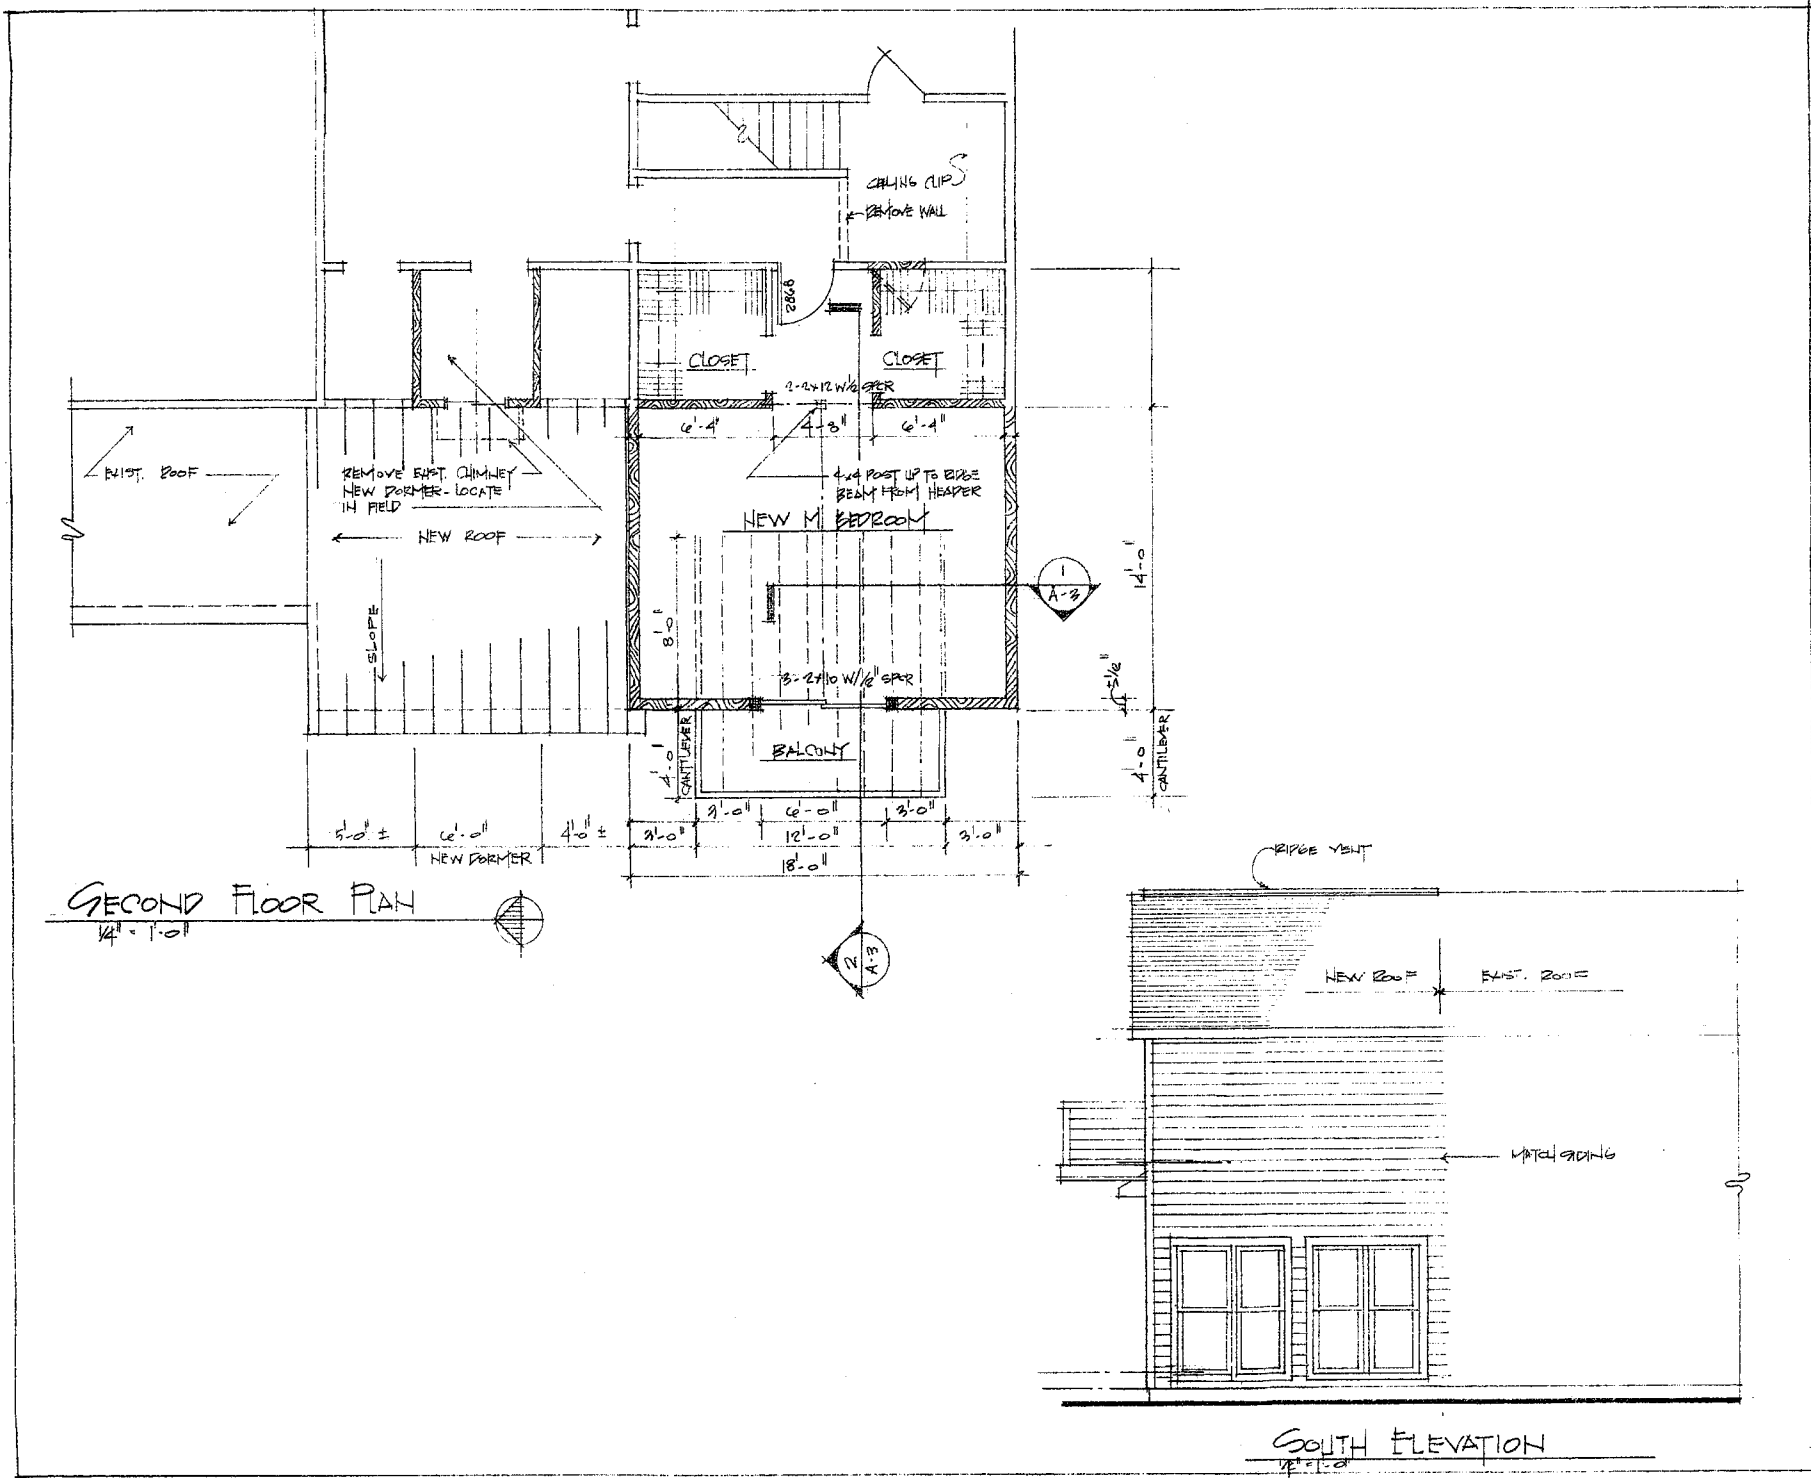 CEILING CLIPS
REMOVE WALL
2868
CLOSET
CLOSET
2-2x12 W/½ SPCR
6'-4"
4'-8"
6'-4"
EXIST. ROOF
REMOVE EXIST. CHIMNEY
NEW DORMER - LOCATE
IN FIELD
4x4 POST UP TO RIDGE
BEAM FROM HEADER
NEW M. BEDROOM
NEW ROOF
SLOPE
8'-0"
14'-0"
1
A-3
3-2x10 W/½" SPCR
5½"
BALCONY
4'-0"
CANTILEVER
4'-0"
CANTILEVER
3'-0"
6'-0"
3'-0"
5'-0" ±
6'-0"
4'-0" ±
3'-0"
12'-0"
3'-0"
NEW DORMER
18'-0"
SECOND FLOOR PLAN
1/4" = 1'-0"
2
A-3
RIDGE VENT
NEW ROOF
EXIST. ROOF
MATCH SIDING
SOUTH ELEVATION